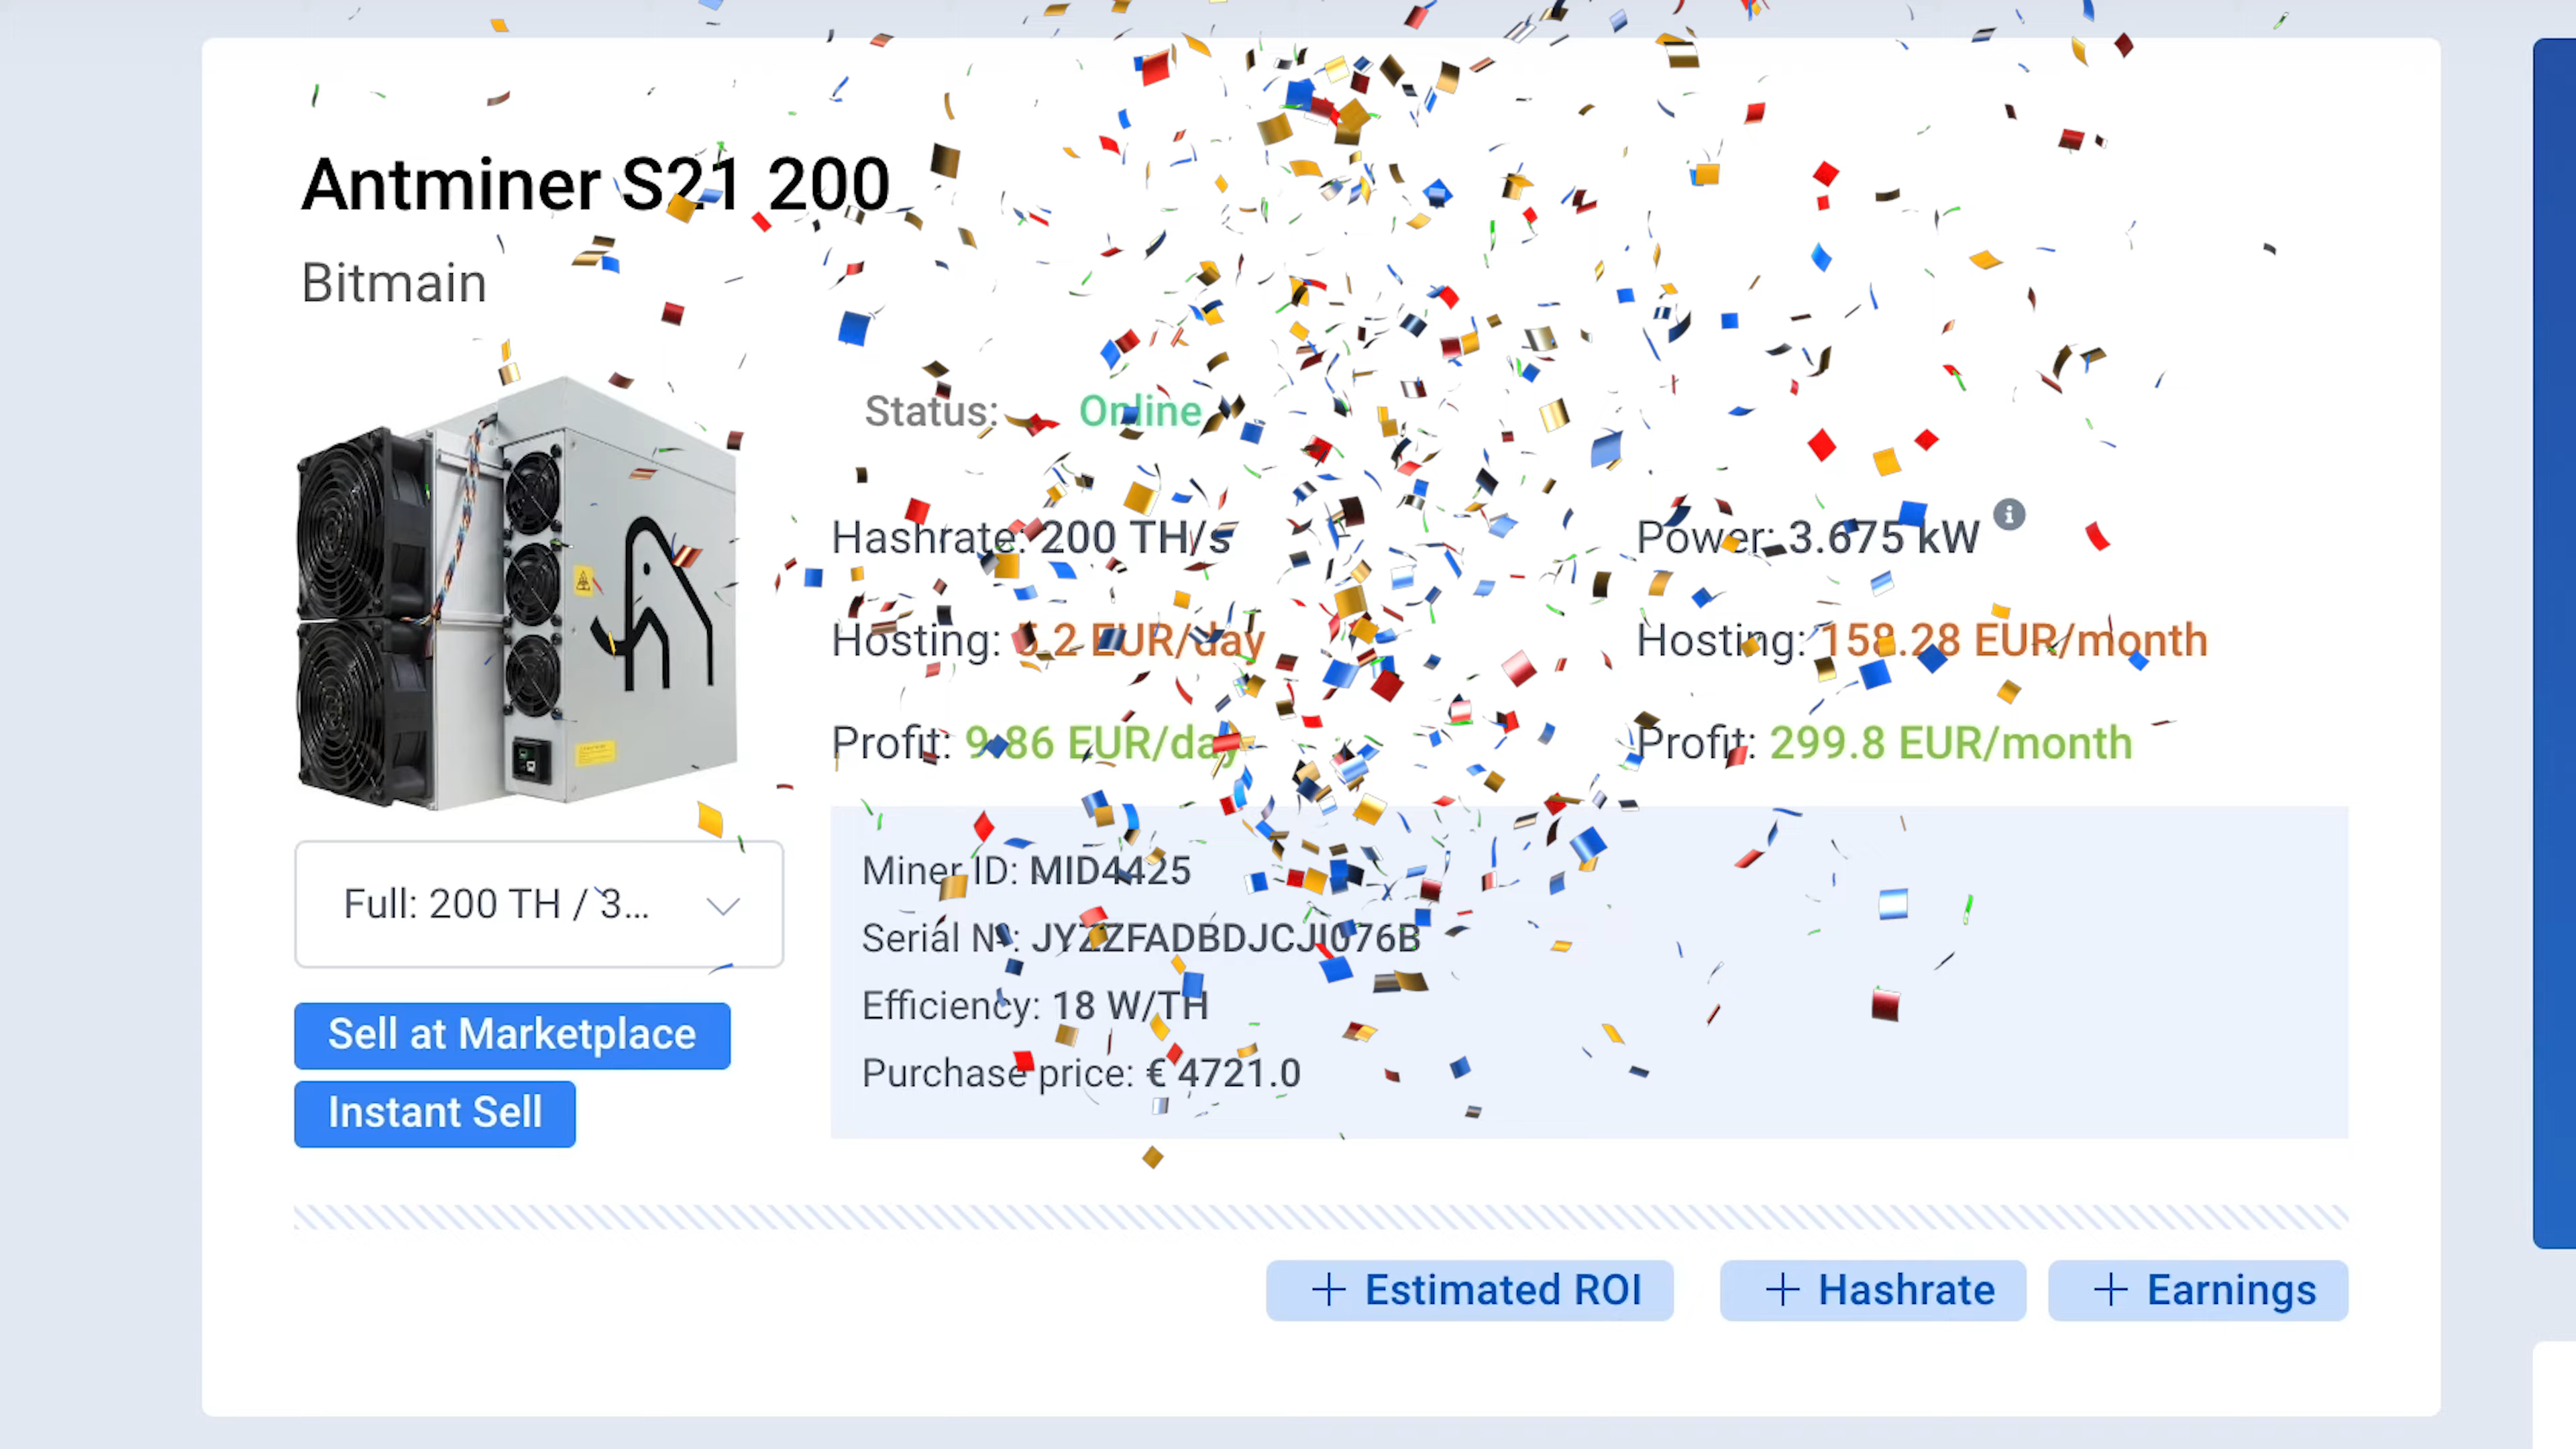 Antminer S21 200
Bitmain
Status: Online
Hashrate: 200 TH/s
Power: 3.675 kW
Hosting: 5.2 EUR/day
Hosting: 158.28 EUR/month
Profit: 9.86 EUR/day
Profit: 299.8 EUR/month
Full: 200 TH / 3...
Miner ID: MID4425
Serial №: JYZZFADBDJCJI076B
Efficiency: 18 W/TH
Purchase price: € 4721.0
Sell at Marketplace
Instant Sell
+ Estimated ROI
+ Hashrate
+ Earnings